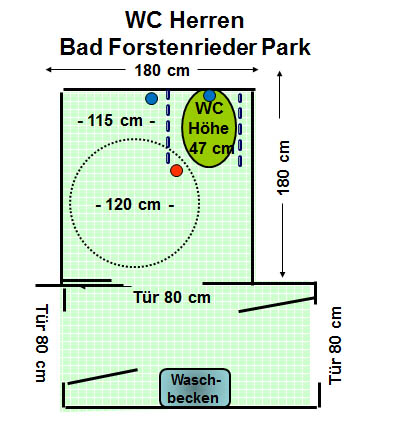 WC Herren
Bad Forstenrieder Park
180 cm
- 115 cm -
WC
Höhe
47 cm
180 cm
- 120 cm -
Tür 80 cm
Tür 80 cm
Tür 80 cm
Wasch-
becken